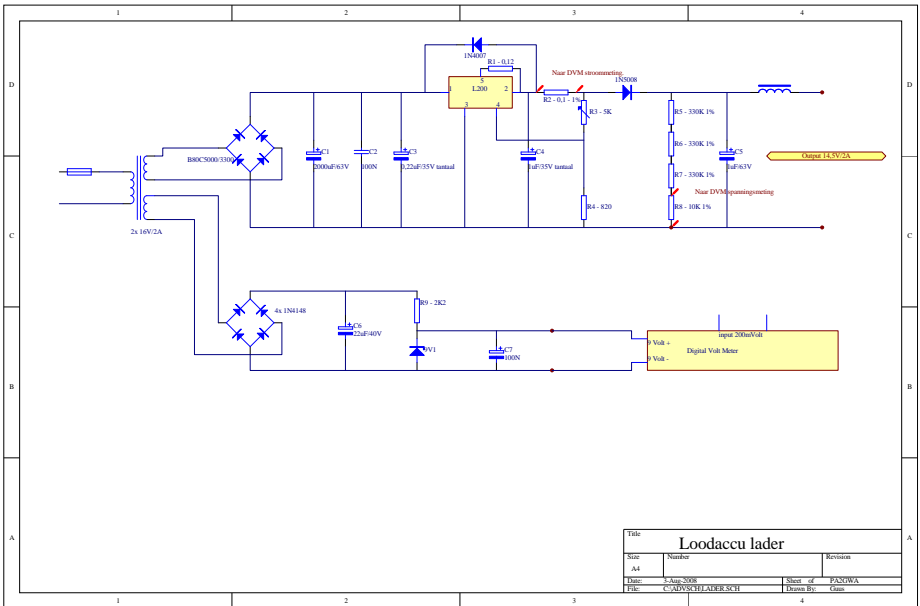 1 2 3 4
D
C
B
A
D
C
B
A
1N4007
R1 - 0,12
5
1 L200 2
3 4
Naar DVM stroommeting.
1N5008
R2 - 0,1 - 1%
R3 - 5K
R5 - 330K 1%
R6 - 330K 1%
R7 - 330K 1%
Naar DVM spanningsmeting
R8 - 10K 1%
R4 - 820
B80C5000/3300
C1
2000uF/63V
C2
100N
C3
0,22uF/35V tantaal
C4
1uF/35V tantaal
C5
1uF/63V
Output 14,5V/2A
2x 16V/2A
4x 1N4148
R9 - 2K2
C6
22uF/40V
9V1
C7
100N
input 200mVolt
9 Volt +
Digital Volt Meter
9 Volt -
Title
Loodaccu lader
Size Number Revision
A4
Date: 3-Aug-2008 Sheet of PA2GWA
File: C:\ADVSCH\LADER.SCH Drawn By: Guus
1 2 3 4